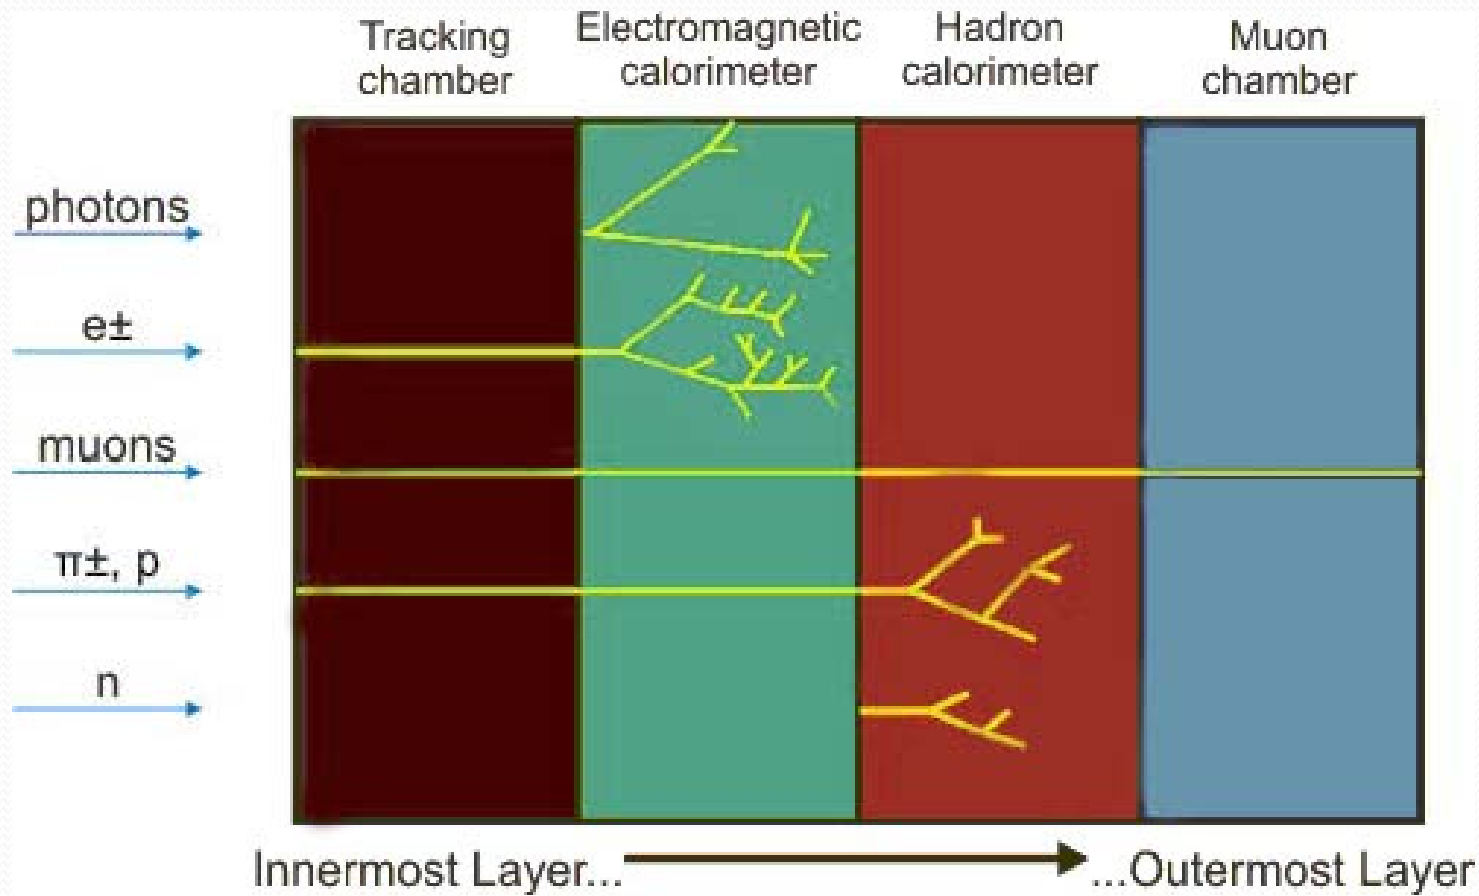 Tracking
chamber
Electromagnetic
calorimeter
Hadron
calorimeter
Muon
chamber
photons
e±
muons
π±, p
n
Innermost Layer...
...Outermost Layer